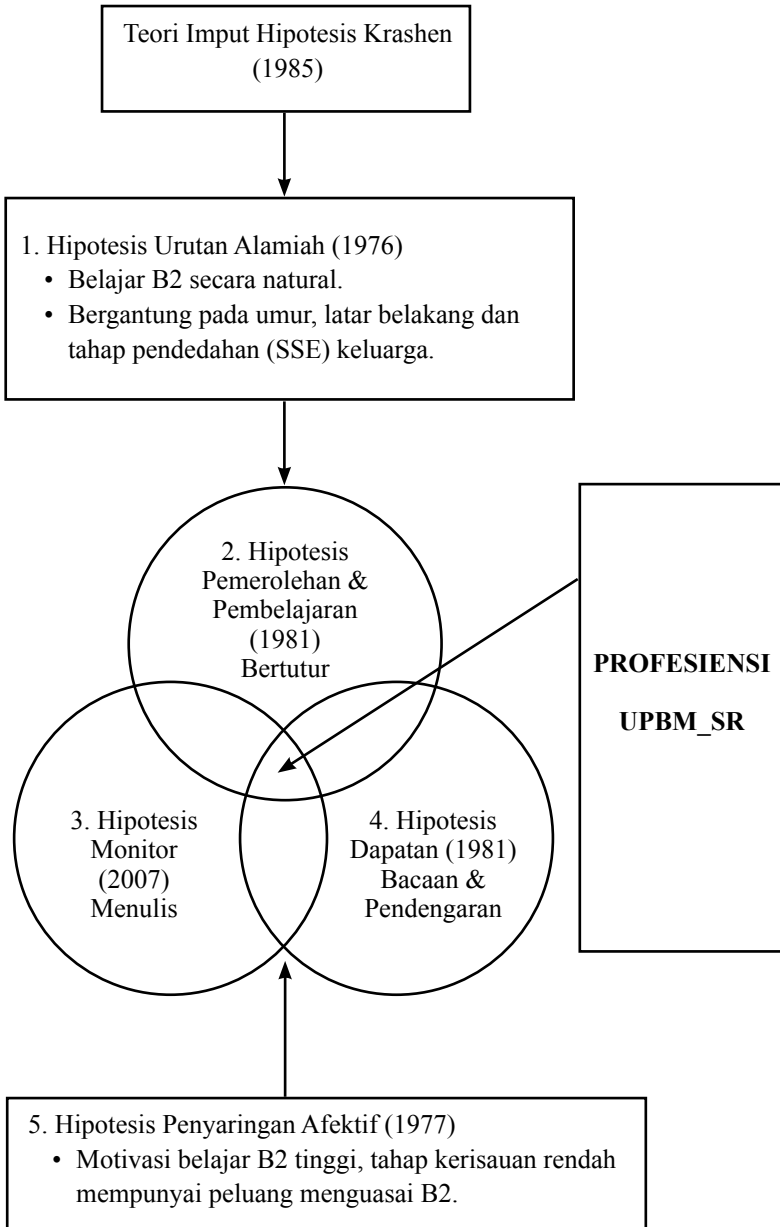 Teori Imput Hipotesis Krashen
(1985)
1. Hipotesis Urutan Alamiah (1976)
• Belajar B2 secara natural.
• Bergantung pada umur, latar belakang dan
tahap pendedahan (SSE) keluarga.
2. Hipotesis
Pemerolehan &
Pembelajaran
(1981)
Bertutur
PROFESIENSI
UPBM_SR
3. Hipotesis
Monitor
(2007)
Menulis
4. Hipotesis
Dapatan (1981)
Bacaan &
Pendengaran
5. Hipotesis Penyaringan Afektif (1977)
• Motivasi belajar B2 tinggi, tahap kerisauan rendah
mempunyai peluang menguasai B2.